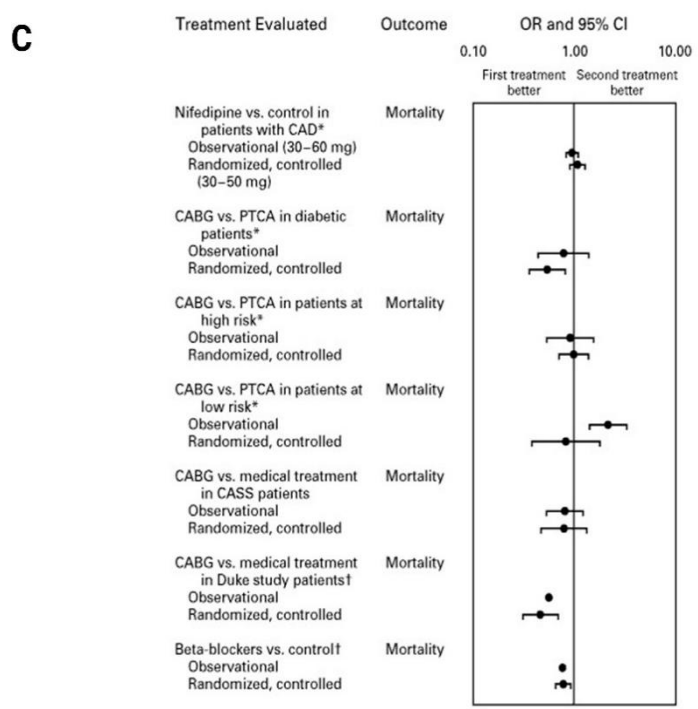 C
Treatment Evaluated Outcome OR and 95% CI
0.10 1.00 10.00
First treatment better Second treatment better
Nifedipine vs. control in Mortality
patients with CAD*
Observational (30–60 mg)
Randomized, controlled
(30–50 mg)
CABG vs. PTCA in diabetic Mortality
patients*
Observational
Randomized, controlled
CABG vs. PTCA in patients at Mortality
high risk*
Observational
Randomized, controlled
CABG vs. PTCA in patients at Mortality
low risk*
Observational
Randomized, controlled
CABG vs. medical treatment Mortality
in CASS patients
Observational
Randomized, controlled
CABG vs. medical treatment Mortality
in Duke study patients†
Observational
Randomized, controlled
Beta-blockers vs. control† Mortality
Observational
Randomized, controlled